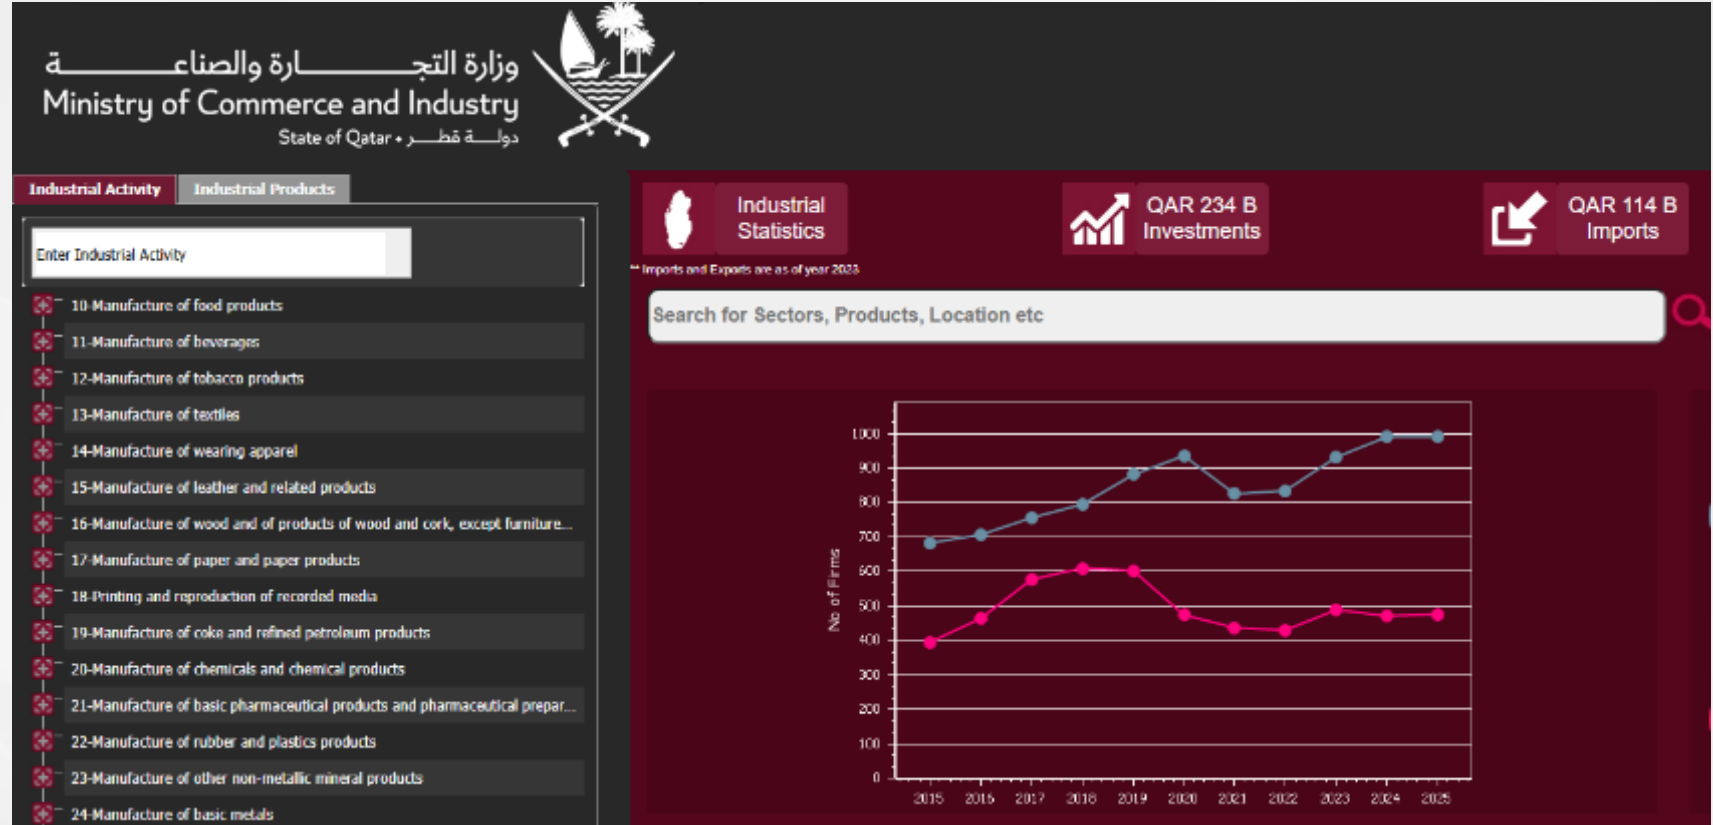 وزارة التجـــــــــارة والصناعـــــــــة
Ministry of Commerce and Industry
State of Qatar • دولـــة قطـــر
Industrial Activity
Industrial Products
Enter Industrial Activity
10-Manufacture of food products
11-Manufacture of beverages
12-Manufacture of tobacco products
13-Manufacture of textiles
14-Manufacture of wearing apparel
15-Manufacture of leather and related products
16-Manufacture of wood and of products of wood and cork, except furniture...
17-Manufacture of paper and paper products
18-Printing and reproduction of recorded media
19-Manufacture of coke and refined petroleum products
20-Manufacture of chemicals and chemical products
21-Manufacture of basic pharmaceutical products and pharmaceutical prepar...
22-Manufacture of rubber and plastics products
23-Manufacture of other non-metallic mineral products
24-Manufacture of basic metals
Industrial
Statistics
QAR 234 B
Investments
QAR 114 B
Imports
** Imports and Exports are as of year 2023
Search for Sectors, Products, Location etc
No of Firms
1000
900
800
700
600
500
400
300
200
100
0
2015 2016 2017 2018 2019 2020 2021 2022 2023 2024 2025